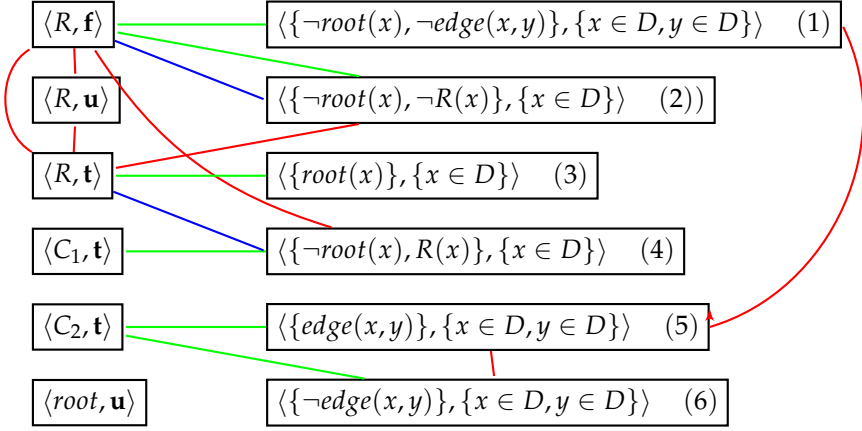 ⟨R, f⟩ ⟨{¬root(x), ¬edge(x, y)}, {x ∈ D, y ∈ D}⟩ (1)
⟨R, u⟩ ⟨{¬root(x), ¬R(x)}, {x ∈ D}⟩ (2))
⟨R, t⟩ ⟨{root(x)}, {x ∈ D}⟩ (3)
⟨C₁, t⟩ ⟨{¬root(x), R(x)}, {x ∈ D}⟩ (4)
⟨C₂, t⟩ ⟨{edge(x, y)}, {x ∈ D, y ∈ D}⟩ (5)
⟨root, u⟩ ⟨{¬edge(x, y)}, {x ∈ D, y ∈ D}⟩ (6)